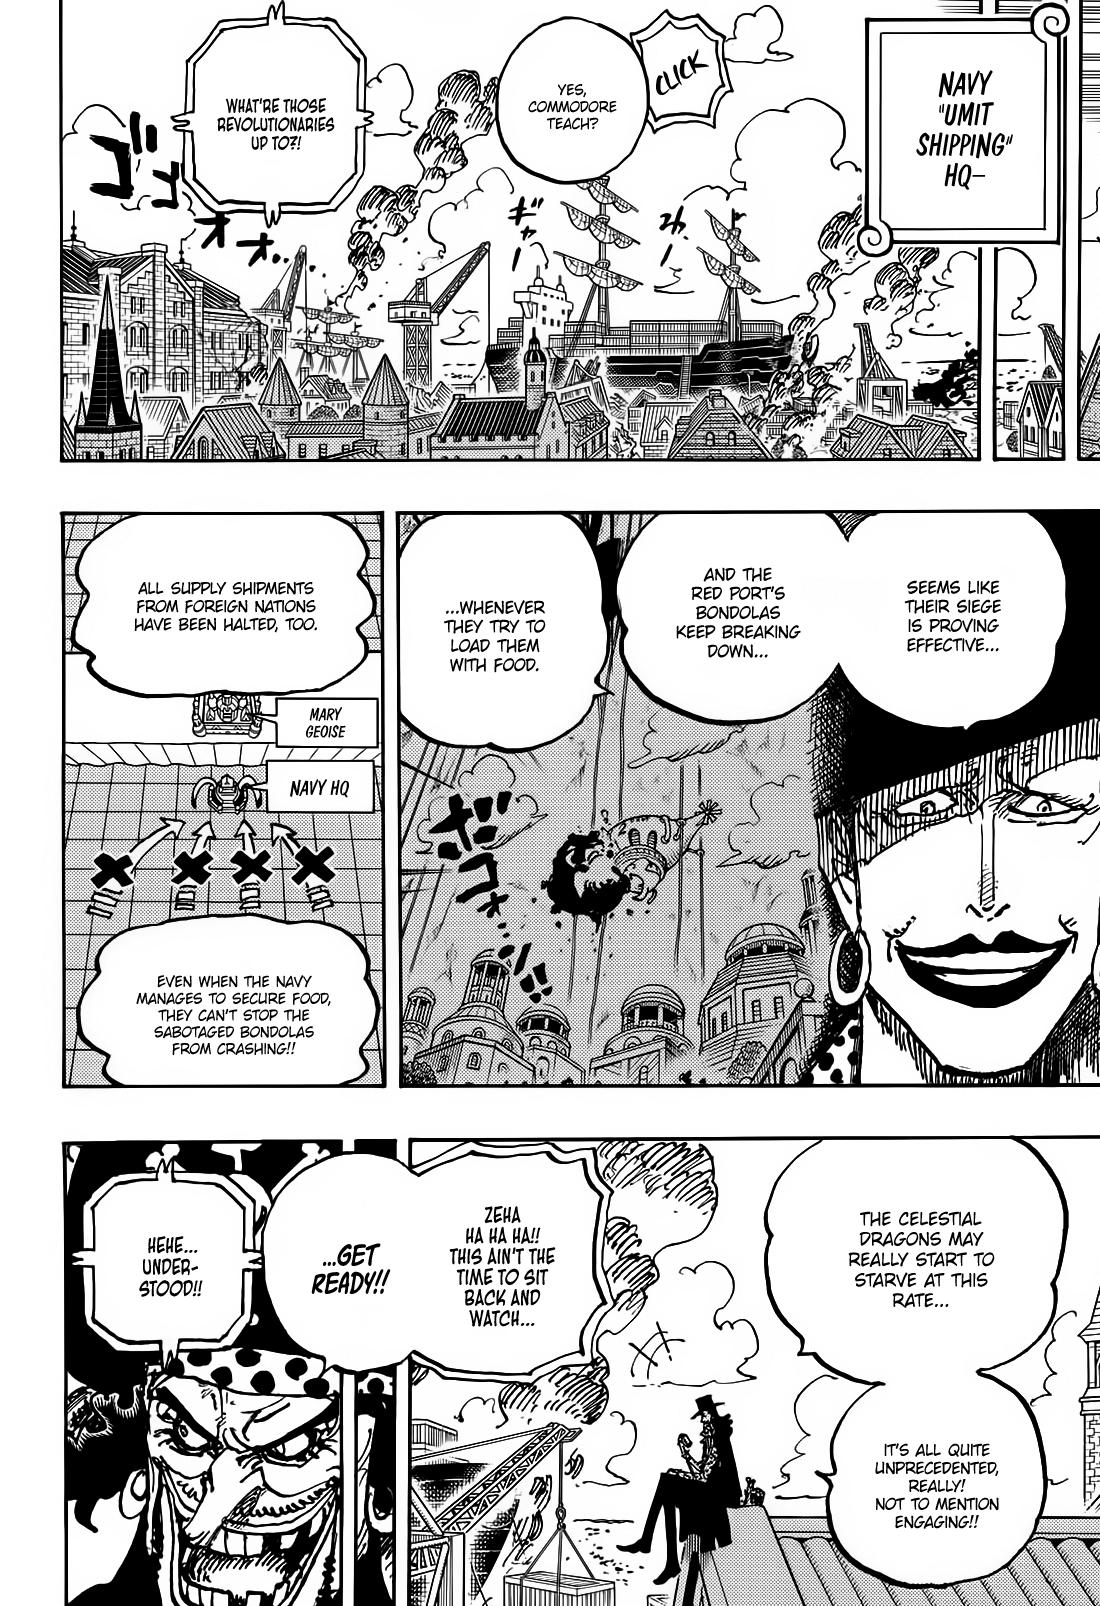 NAVY
"UMIT
SHIPPING"
HQ—
CLICK
YES,
COMMODORE
TEACH?
WHAT'RE THOSE
REVOLUTIONARIES
UP TO?!
ゴ
ゴ
オ
オ…
ギャー
わー
SEEMS LIKE
THEIR SIEGE
IS PROVING
EFFECTIVE...
AND THE
RED PORT'S
BONDOLAS
KEEP BREAKING
DOWN...
...WHENEVER
THEY TRY TO
LOAD THEM
WITH FOOD.
ALL SUPPLY SHIPMENTS
FROM FOREIGN NATIONS
HAVE BEEN HALTED, TOO.
MARY
GEOISE
NAVY HQ
EVEN WHEN THE NAVY
MANAGES TO SECURE FOOD,
THEY CAN'T STOP THE
SABOTAGED BONDOLAS
FROM CRASHING!!
THE CELESTIAL
DRAGONS MAY
REALLY START TO
STARVE AT THIS
RATE...
IT'S ALL QUITE
UNPRECEDENTED,
REALLY!
NOT TO MENTION
ENGAGING!!
ZEHA
HA HA HA!!
THIS AIN'T THE
TIME TO SIT
BACK AND
WATCH...
...GET
READY!!
HEHE...
UNDER-
STOOD!!